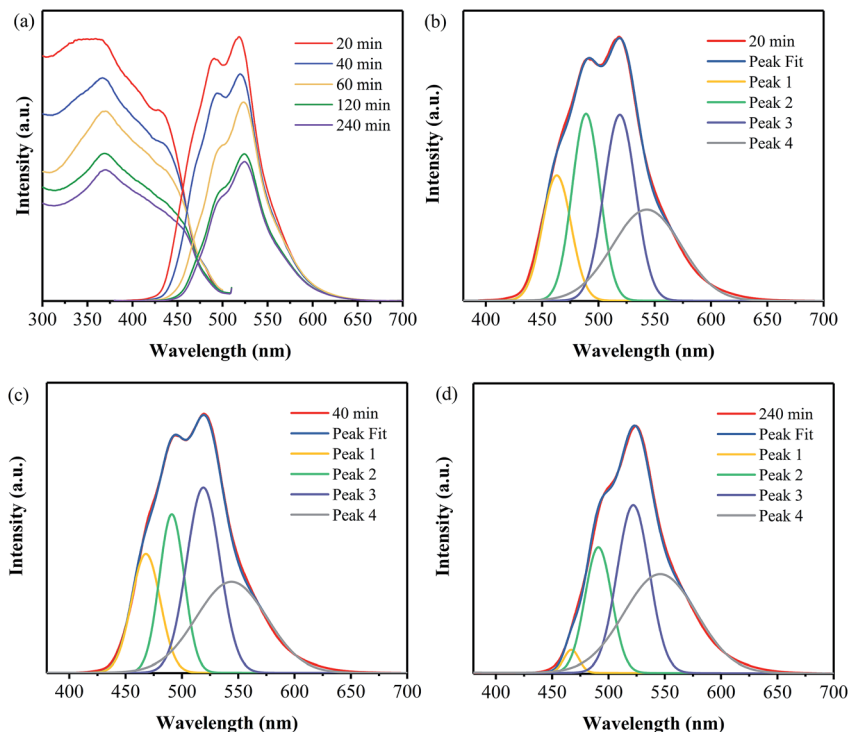 (a)
20 min
40 min
60 min
120 min
240 min
Intensity (a.u.)
300 350 400 450 500 550 600 650 700
Wavelength (nm)
(b)
20 min
Peak Fit
Peak 1
Peak 2
Peak 3
Peak 4
Intensity (a.u.)
400 450 500 550 600 650 700
Wavelength (nm)
(c)
40 min
Peak Fit
Peak 1
Peak 2
Peak 3
Peak 4
Intensity (a.u.)
400 450 500 550 600 650 700
Wavelength (nm)
(d)
240 min
Peak Fit
Peak 1
Peak 2
Peak 3
Peak 4
Intensity (a.u.)
400 450 500 550 600 650 700
Wavelength (nm)